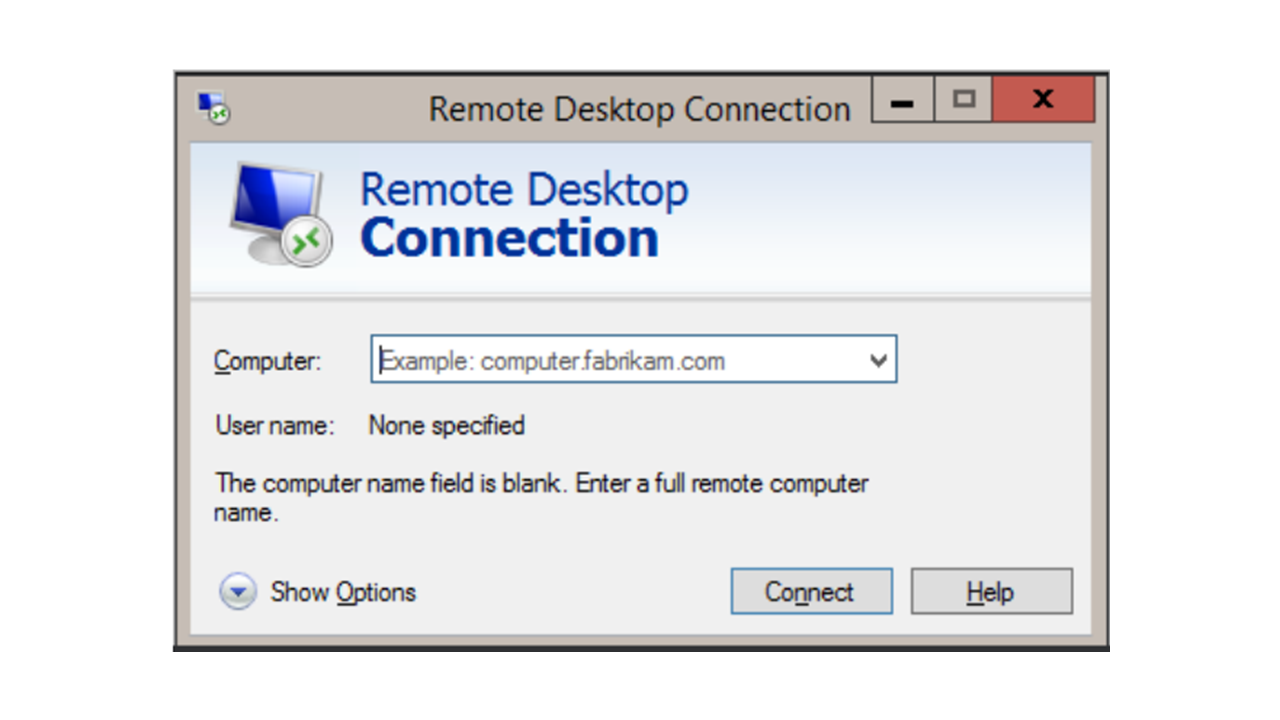 Remote Desktop Connection
Remote Desktop
Connection
Computer: Example: computer.fabrikam.com
User name: None specified
The computer name field is blank. Enter a full remote computer
name.
Show Options Connect Help